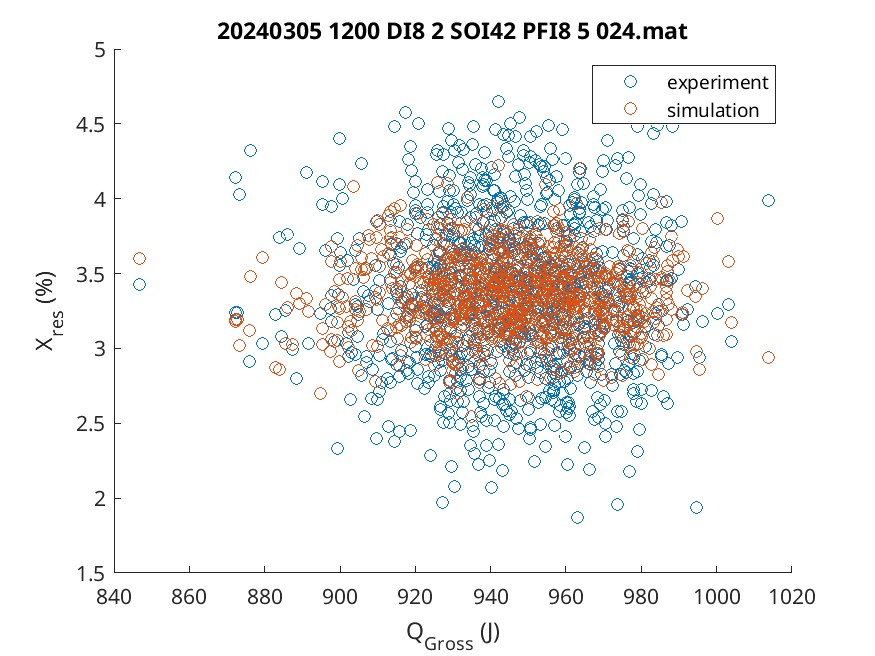 20240305 1200 DI8 2 SOI42 PFI8 5 024.mat
experiment
simulation
5
4.5
4
3.5
3
2.5
2
1.5
X_res (%)
840 860 880 900 920 940 960 980 1000 1020
Q_Gross (J)